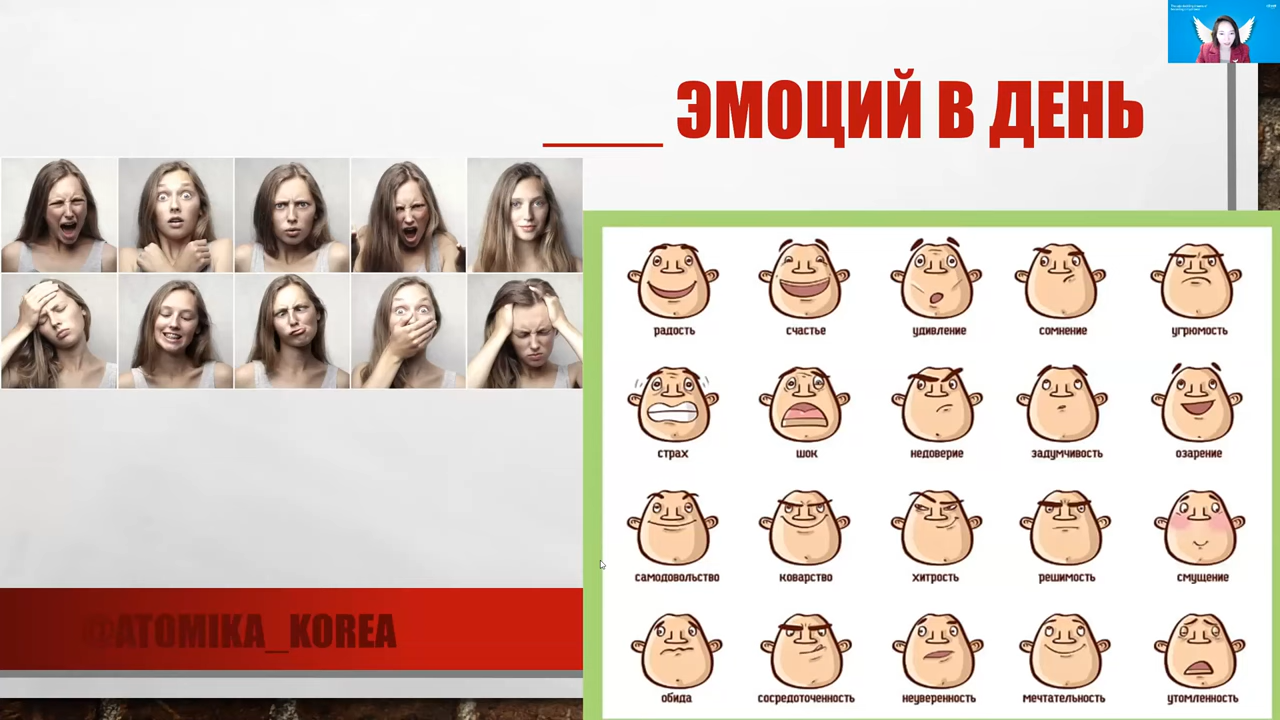 ____ ЭМОЦИЙ В ДЕНЬ
радость счастье удивление сомнение угрюмость
страх шок недоверие задумчивость озарение
самодовольство коварство хитрость решимость смущение
обида сосредоточенность неуверенность мечтательность утомленность
@ATOMIKA_KOREA